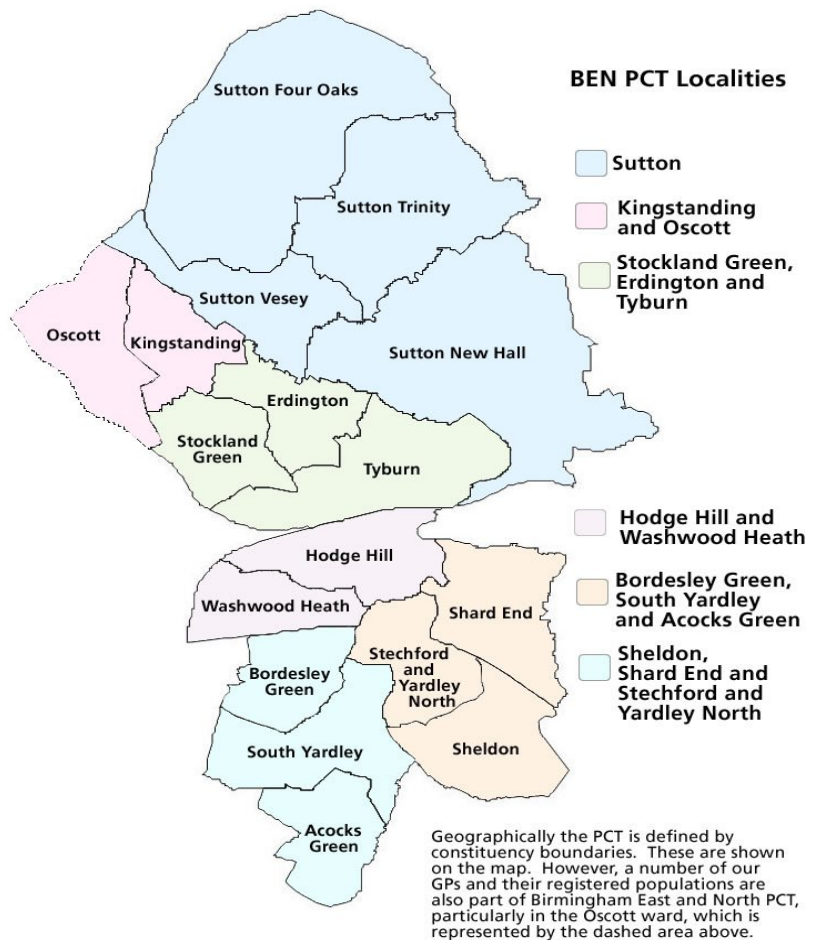 BEN PCT Localities
Sutton Four Oaks
Sutton
Sutton Trinity
Kingstanding
and Oscott
Stockland Green,
Erdington and
Tyburn
Sutton Vesey
Oscott
Kingstanding
Sutton New Hall
Erdington
Stockland
Green
Tyburn
Hodge Hill and
Washwood Heath
Hodge Hill
Bordesley Green,
South Yardley
and Acocks Green
Washwood Heath
Shard End
Sheldon,
Shard End and
Stechford and
Yardley North
Stechford
and
Yardley
North
Bordesley
Green
South Yardley
Sheldon
Acocks
Green
Geographically the PCT is defined by
constituency boundaries. These are shown
on the map. However, a number of our
GPs and their registered populations are
also part of Birmingham East and North PCT,
particularly in the Oscott ward, which is
represented by the dashed area above.